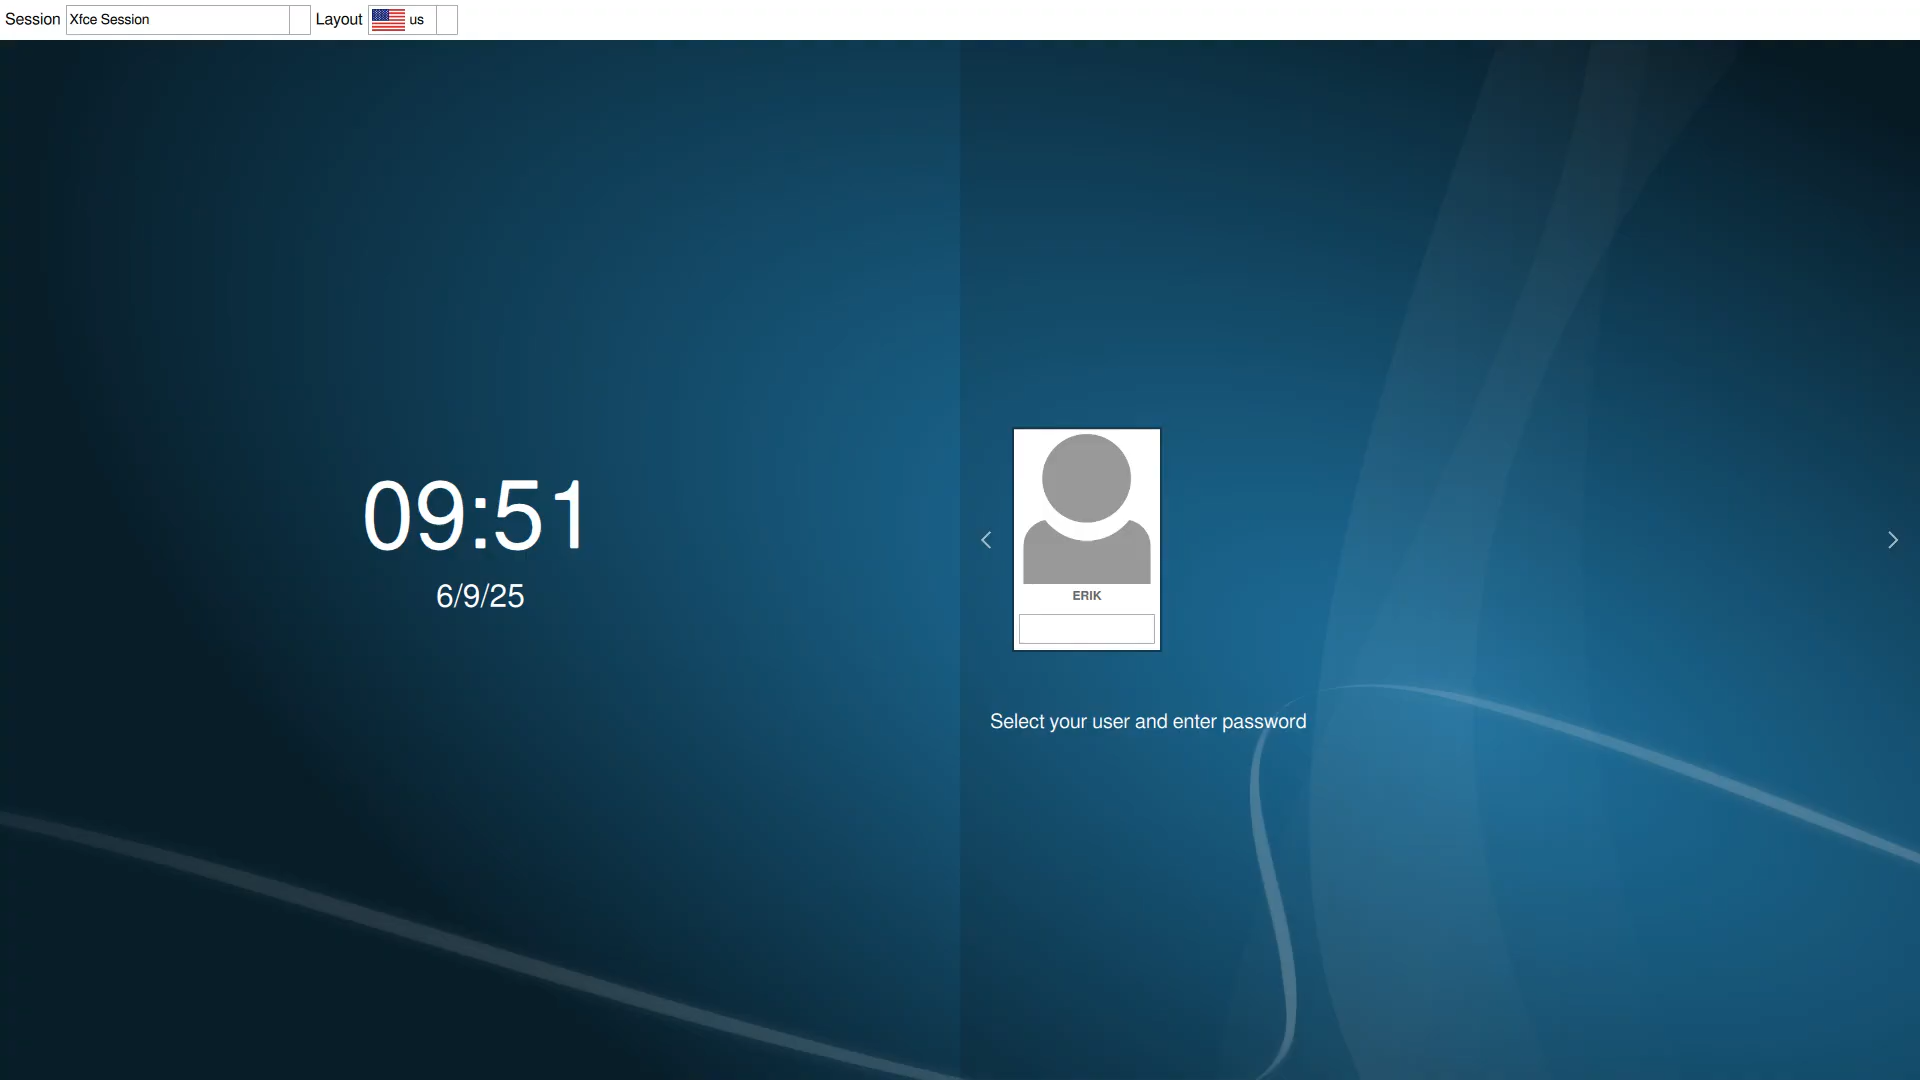 Session Xfce Session Layout us
09:51
6/9/25
ERIK
Select your user and enter password